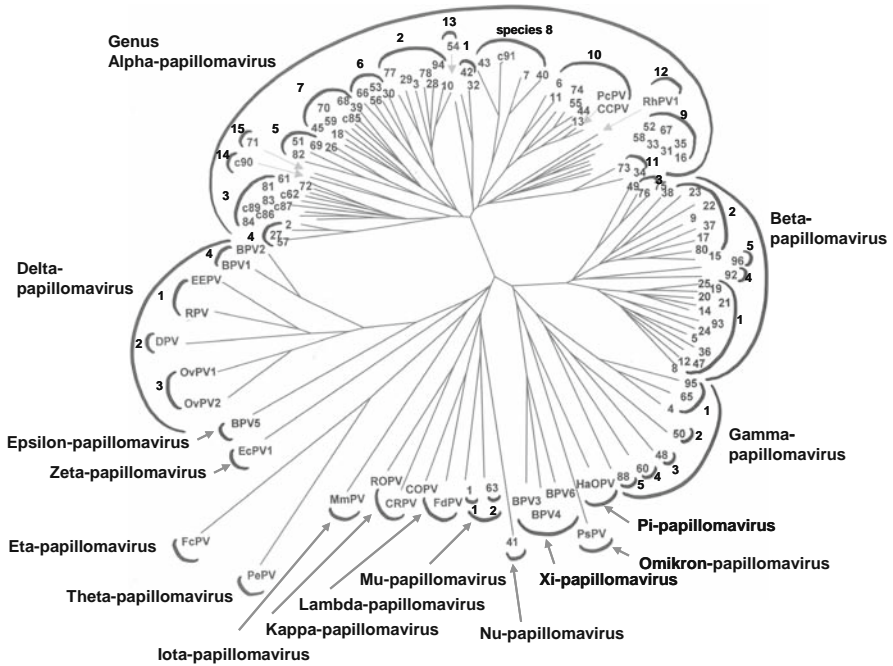 Genus
Alpha-papillomavirus
13
54
1
42
32
species 8
43
c91
7
40
10
6
11
74
55
44
13
PcPV
CCPV
12
RhPV1
9
52
67
58
33
31
35
16
11
73
34
2
77
29
3
78
28
94
10
6
66
53
56
30
7
70
68
39
59
c85
45
18
69
26
5
51
82
15
71
14
c90
3
61
81
72
83
c62
c89
c87
c86
84
4
2
27
57
Beta-
papillomavirus
3
49
75
76
38
2
23
22
9
37
17
80
15
5
96
4
92
1
25
19
20
21
14
93
24
5
36
12
47
8
Gamma-
papillomavirus
95
65
4
1
50
2
48
3
60
4
88
5
Delta-
papillomavirus
4
BPV2
BPV1
1
EEPV
RPV
2
DPV
3
OvPV1
OvPV2
BPV5
Epsilon-papillomavirus
EcPV1
Zeta-papillomavirus
FcPV
Eta-papillomavirus
PePV
Theta-papillomavirus
MmPV
Iota-papillomavirus
ROPV
CRPV
Kappa-papillomavirus
COPV
FdPV
Lambda-papillomavirus
1
63
1
2
Mu-papillomavirus
41
Nu-papillomavirus
BPV3
BPV6
BPV4
Xi-papillomavirus
PsPV
Omikron-papillomavirus
HaOPV
Pi-papillomavirus